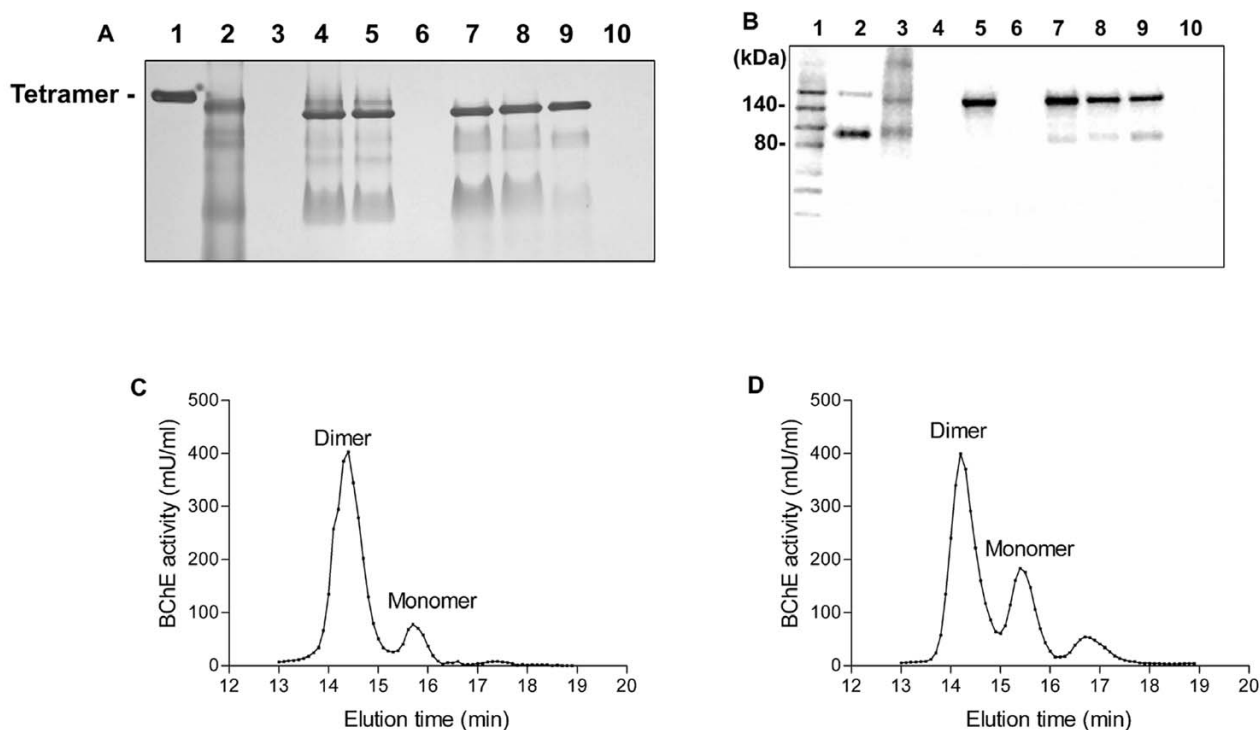 A 1 2 3 4 5 6 7 8 9 10
Tetramer -
B 1 2 3 4 5 6 7 8 9 10
(kDa)
140-
80-
C
500
400
300
200
100
0
BChE activity (mU/ml)
Dimer
Monomer
12 13 14 15 16 17 18 19 20
Elution time (min)
D
500
400
300
200
100
0
BChE activity (mU/ml)
Dimer
Monomer
12 13 14 15 16 17 18 19 20
Elution time (min)